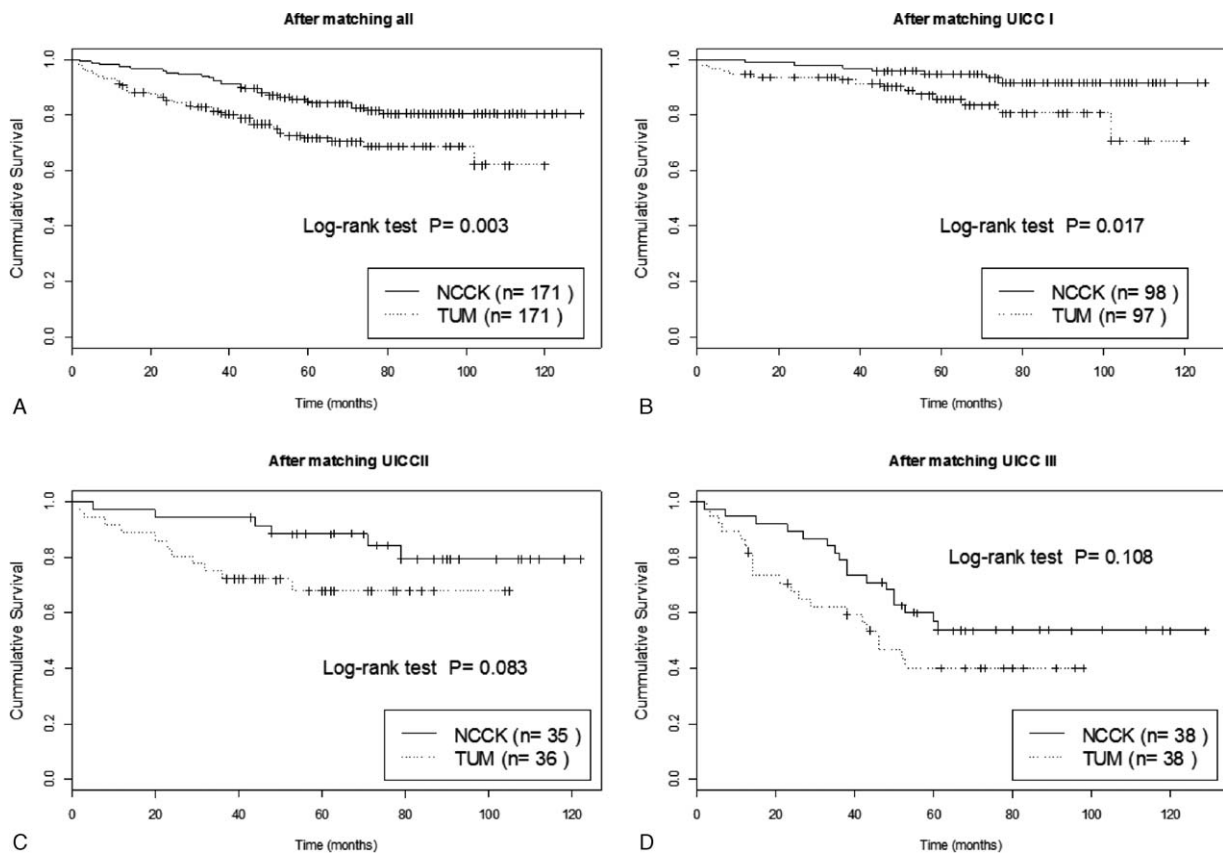 After matching all
Cummulative Survival
1.0
0.8
0.6
0.4
0.2
0.0
Log-rank test P= 0.003
NCCK (n= 171 )
TUM (n= 171 )
0 20 40 60 80 100 120
Time (months)
A
After matching UICC I
Cummulative Survival
1.0
0.8
0.6
0.4
0.2
0.0
Log-rank test P= 0.017
NCCK (n= 98 )
TUM (n= 97 )
0 20 40 60 80 100 120
Time (months)
B
After matching UICCII
Cummulative Survival
1.0
0.8
0.6
0.4
0.2
0.0
Log-rank test P= 0.083
NCCK (n= 35 )
TUM (n= 36 )
0 20 40 60 80 100 120
Time (months)
C
After matching UICC III
Cummulative Survival
1.0
0.8
0.6
0.4
0.2
0.0
Log-rank test P= 0.108
NCCK (n= 38 )
TUM (n= 38 )
0 20 40 60 80 100 120
Time (months)
D